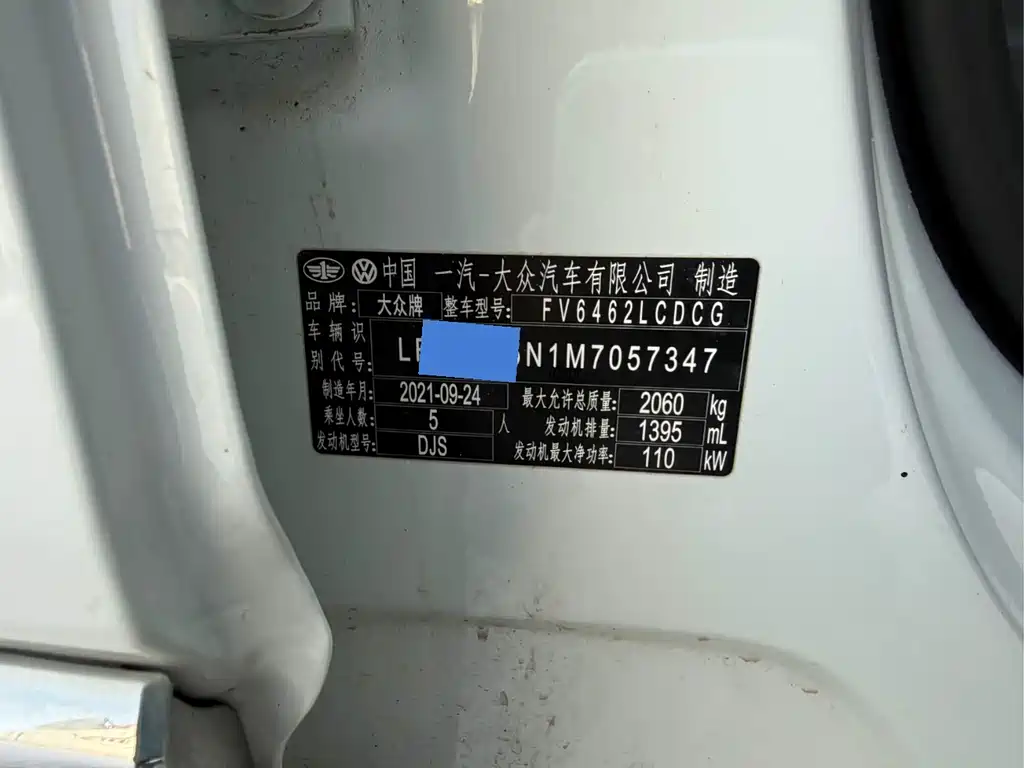 中国 一汽-大众汽车有限公司 制造
品牌: 大众牌 整车型号: FV6462LCDCG
车辆识别代号: L N1M7057347
制造年月: 2021-09-24 最大允许总质量: 2060 kg
乘坐人数: 5 人 发动机排量: 1395 mL
发动机型号: DJS 发动机最大净功率: 110 kW